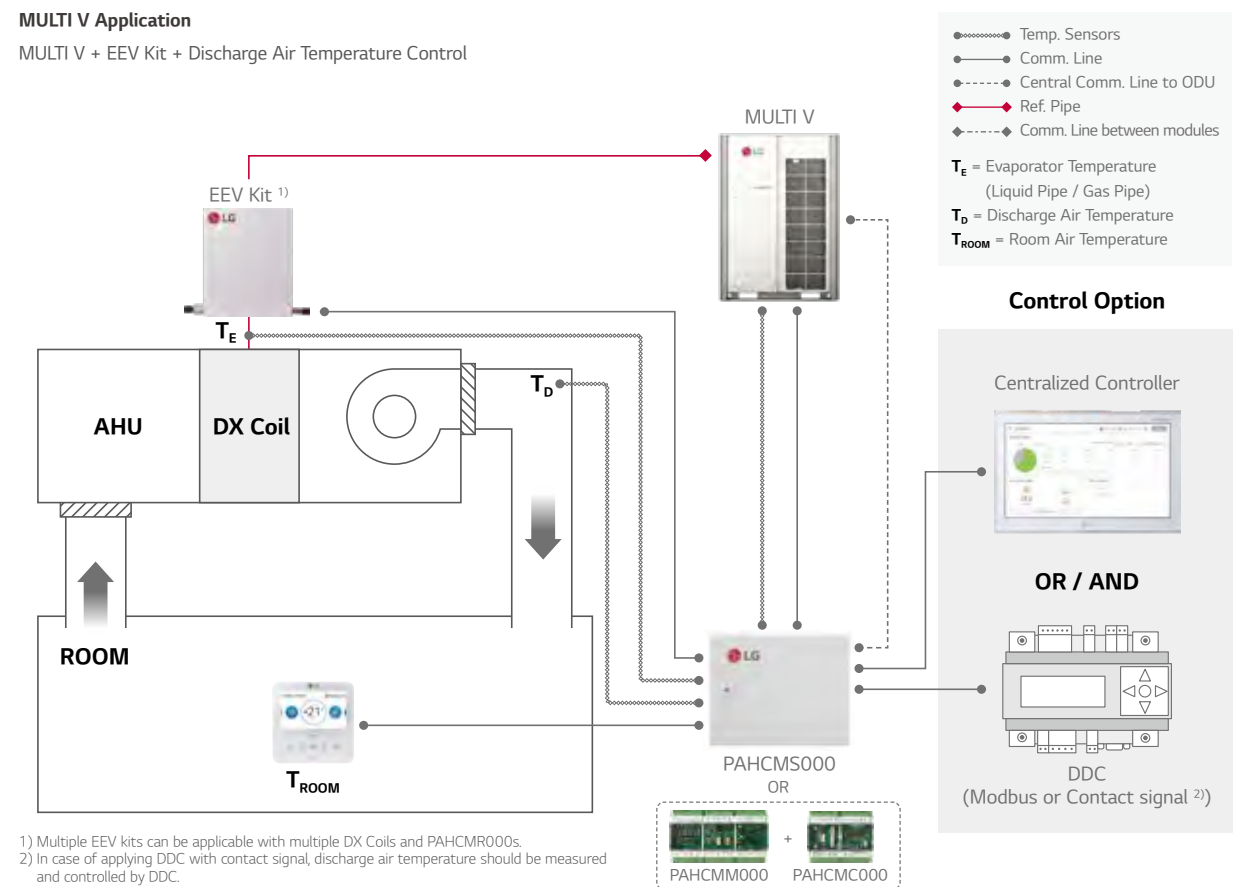 MULTI V Application
MULTI V + EEV Kit + Discharge Air Temperature Control
Temp. Sensors
Comm. Line
Central Comm. Line to ODU
Ref. Pipe
Comm. Line between modules
TE = Evaporator Temperature
(Liquid Pipe / Gas Pipe)
TD = Discharge Air Temperature
TROOM = Room Air Temperature
MULTI V
LG
EEV Kit 1)
LG
TE
TD
AHU
DX Coil
ROOM
21
TROOM
LG
PAHCMS000
OR
PAHCMM000
+
PAHCMC000
Control Option
Centralized Controller
OR / AND
DDC
(Modbus or Contact signal 2))
1) Multiple EEV kits can be applicable with multiple DX Coils and PAHCMR000s.
2) In case of applying DDC with contact signal, discharge air temperature should be measured
and controlled by DDC.